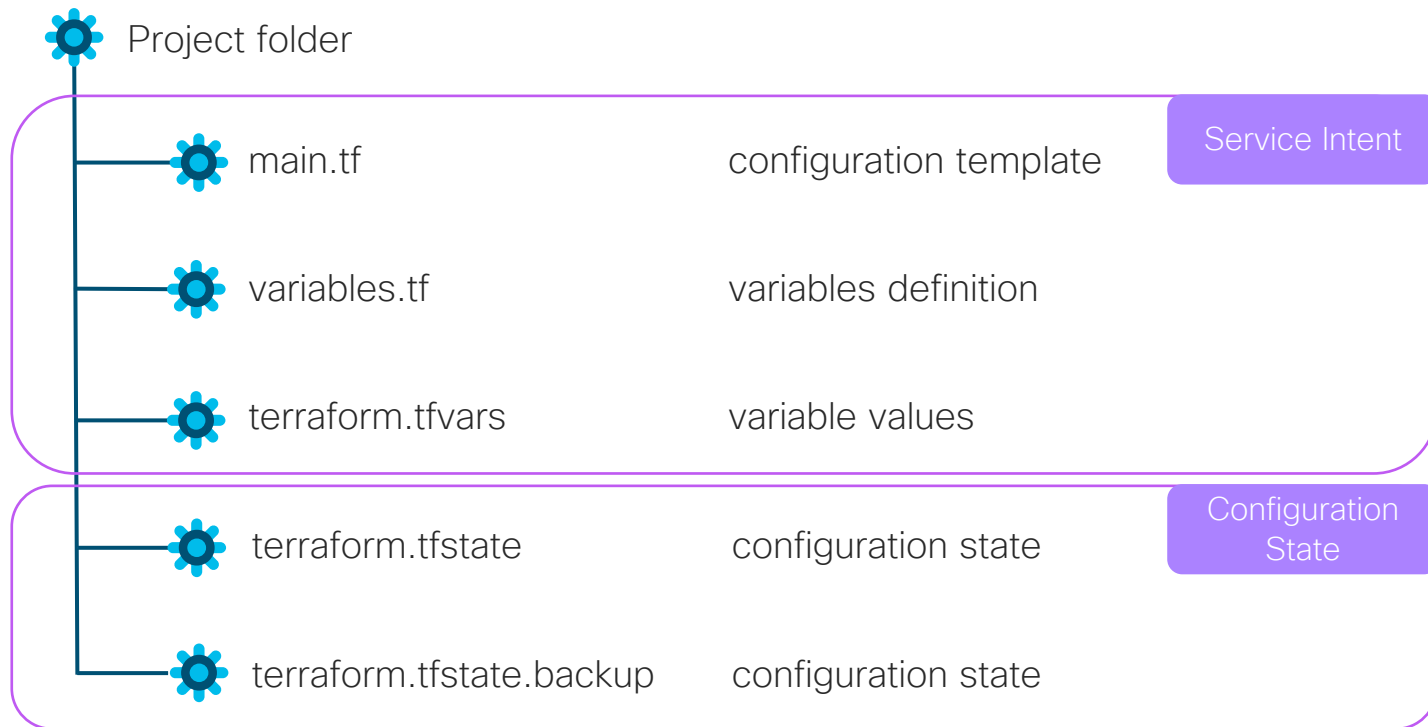 Project folder
main.tf configuration template
Service Intent
variables.tf variables definition
terraform.tfvars variable values
terraform.tfstate configuration state
Configuration
State
terraform.tfstate.backup configuration state